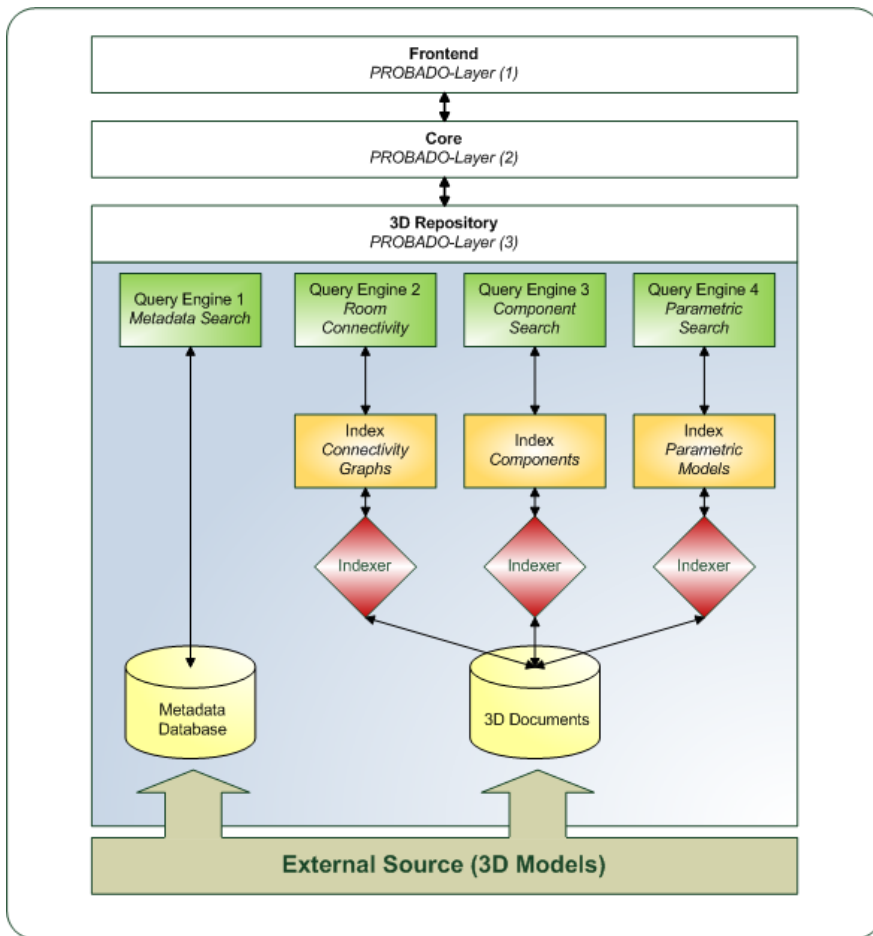 Frontend
PROBADO-Layer (1)
Core
PROBADO-Layer (2)
3D Repository
PROBADO-Layer (3)
Query Engine 1
Metadata Search
Query Engine 2
Room
Connectivity
Query Engine 3
Component
Search
Query Engine 4
Parametric
Search
Index
Connectivity
Graphs
Index
Components
Index
Parametric
Models
Indexer
Indexer
Indexer
Metadata
Database
3D Documents
External Source (3D Models)